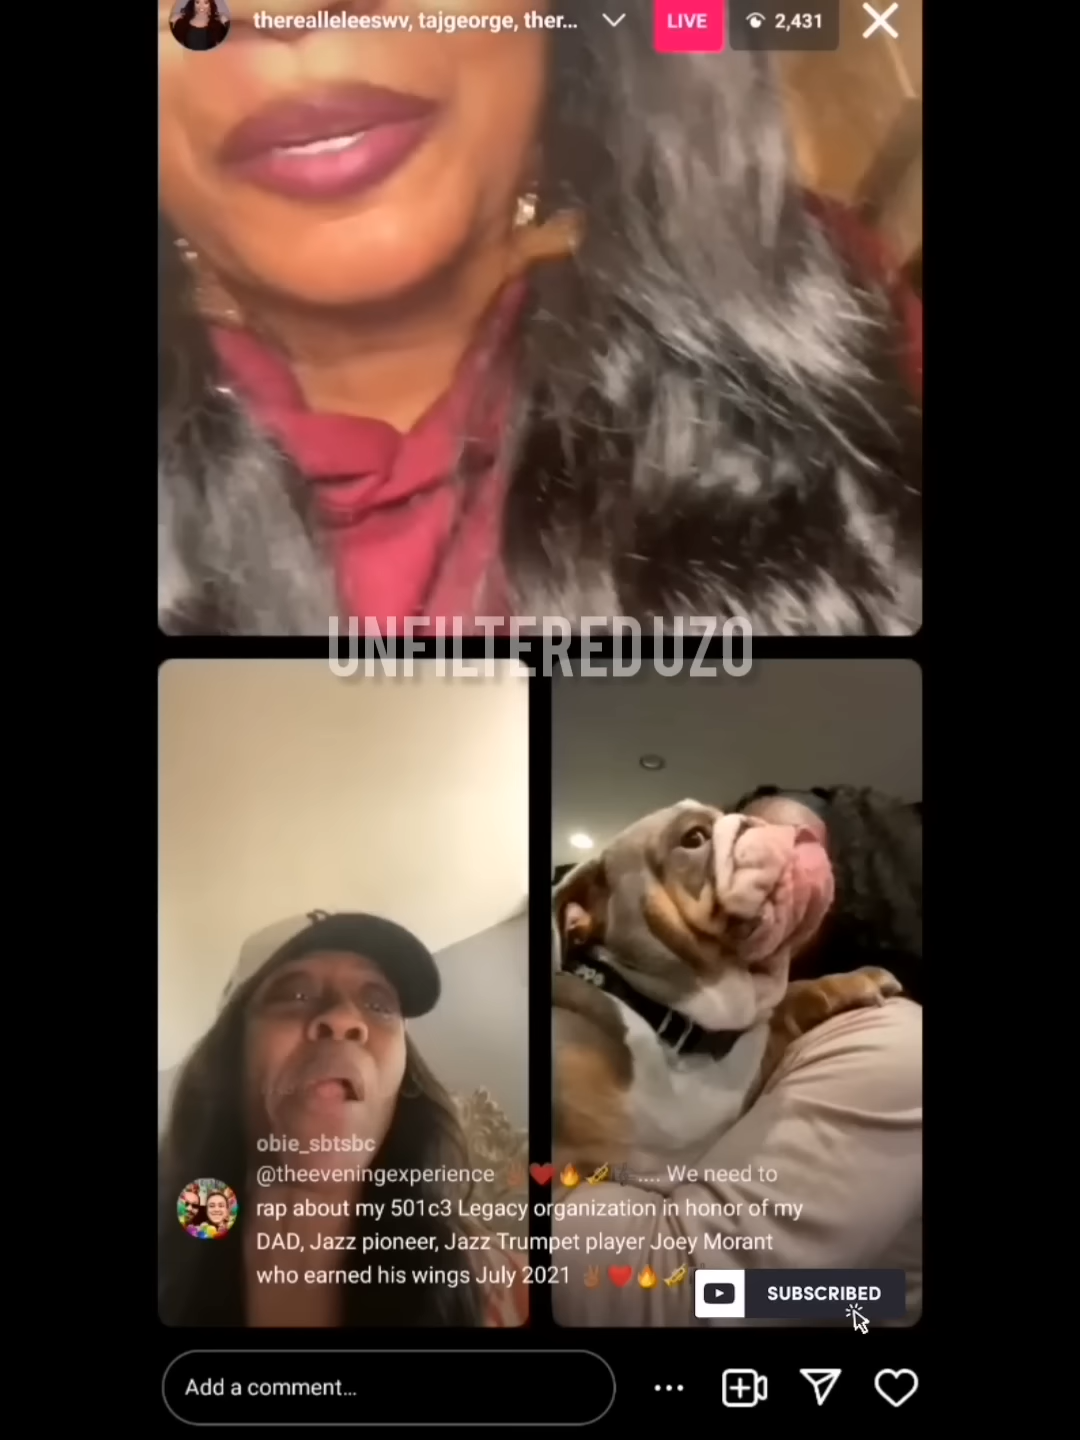 therealleleeswv, tajgeorge, ther...
LIVE
2,431
UNFILTERED UZO
obie_sbtsbc
@theeveningexperience ✌🏾❤️🔥🎺🎼.... We need to
rap about my 501c3 Legacy organization in honor of my
DAD, Jazz pioneer, Jazz Trumpet player Joey Morant
who earned his wings July 2021 ✌🏾❤️🔥🎺
SUBSCRIBED
Add a comment...